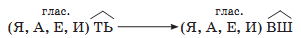 глас. глас.
(Я, А, Е, И) ТЬ → (Я, А, Е, И) ВШ